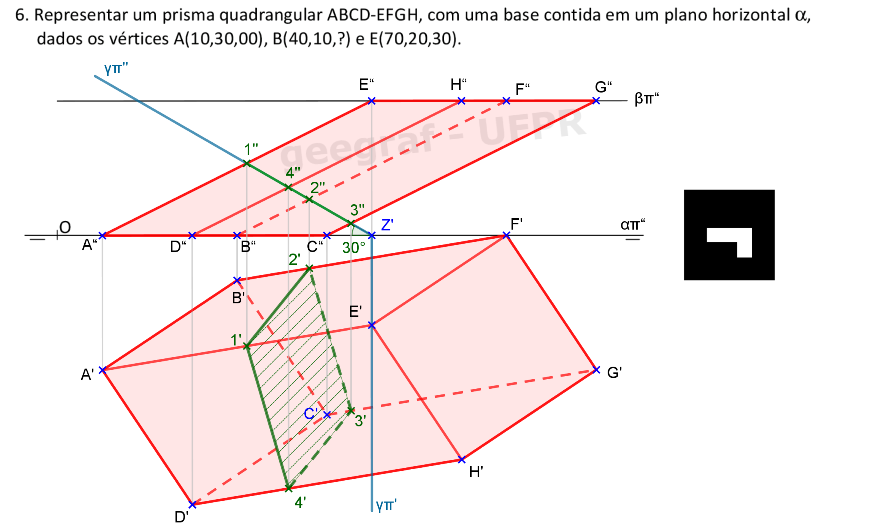 6. Representar um prisma quadrangular ABCD-EFGH, com uma base contida em um plano horizontal α,
dados os vértices A(10,30,00), B(40,10,?) e E(70,20,30).
γπ"
E“
H“
F“
G“
βπ“
geegraf - UFPR
1"
4"
2"
3"
Z'
O
απ“
A“
D“
B“
C“
30°
F'
2'
B'
E'
1'
A'
G'
C'
3'
H'
4'
γπ'
D'